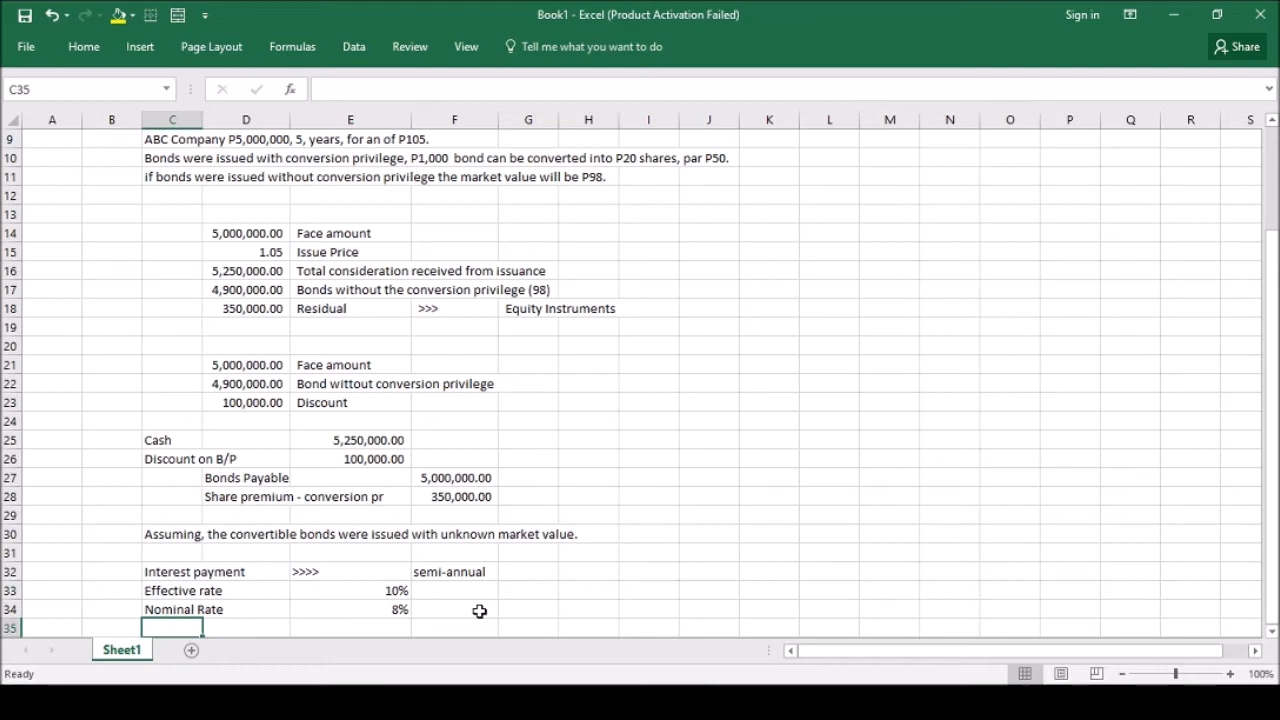 Book1 - Excel (Product Activation Failed)
Sign in
File Home Insert Page Layout Formulas Data Review View Tell me what you want to do Share
C35 fx
A B C D E F G H I J K L M N O P Q R S
9 ABC Company P5,000,000, 5, years, for an of P105.
10 Bonds were issued with conversion privilege, P1,000 bond can be converted into P20 shares, par P50.
11 if bonds were issued without conversion privilege the market value will be P98.
12
13
14 5,000,000.00 Face amount
15 1.05 Issue Price
16 5,250,000.00 Total consideration received from issuance
17 4,900,000.00 Bonds without the conversion privilege (98)
18 350,000.00 Residual >>> Equity Instruments
19
20
21 5,000,000.00 Face amount
22 4,900,000.00 Bond witout conversion privilege
23 100,000.00 Discount
24
25 Cash 5,250,000.00
26 Discount on B/P 100,000.00
27 Bonds Payable 5,000,000.00
28 Share premium - conversion pr 350,000.00
29
30 Assuming, the convertible bonds were issued with unknown market value.
31
32 Interest payment >>>> semi-annual
33 Effective rate 10%
34 Nominal Rate 8%
35
Sheet1
Ready 100%